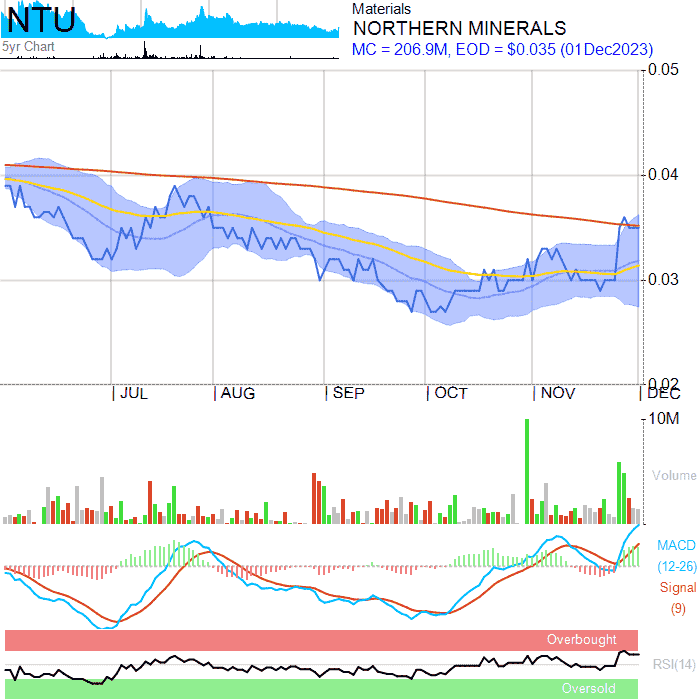 NTU
5yr Chart
Materials
NORTHERN MINERALS
MC = 206.9M, EOD = $0.035 (01Dec2023)
0.05
0.04
0.03
0.02
JUL AUG SEP OCT NOV DEC
10M
Volume
MACD
(12-26)
Signal
(9)
Overbought
RSI(14)
Oversold